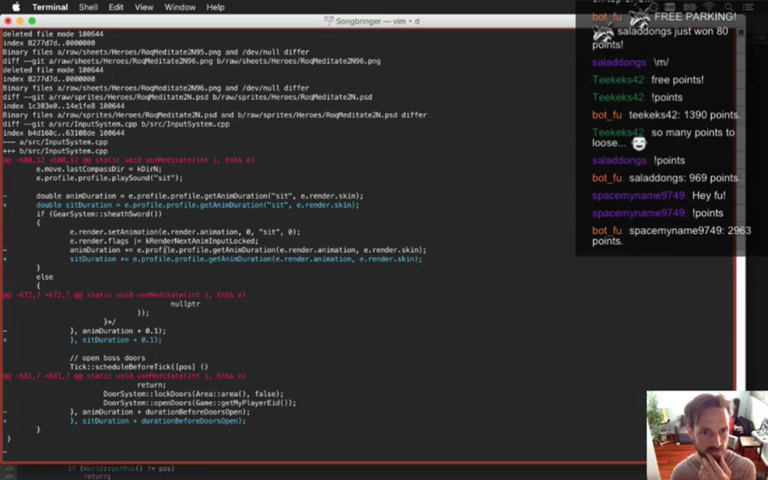 Terminal Shell Edit View Window Help
Songbringer — vim • d
deleted file mode 100644
index 8277d7d..0000000
Binary files a/raw/sheets/Heroes/RoqMeditate2N95.png and /dev/null differ
diff --git a/raw/sheets/Heroes/RoqMeditate2N96.png b/raw/sheets/Heroes/RoqMeditate2N96.png
deleted file mode 100644
index 8277d7d..0000000
Binary files a/raw/sheets/Heroes/RoqMeditate2N96.png and /dev/null differ
diff --git a/raw/sprites/Heroes/RoqMeditate2N.psd b/raw/sprites/Heroes/RoqMeditate2N.psd
index 1c303e0..14e1fe8 100644
Binary files a/raw/sprites/Heroes/RoqMeditate2N.psd and b/raw/sprites/Heroes/RoqMeditate2N.psd differ
diff --git a/src/InputSystem.cpp b/src/InputSystem.cpp
index b4d160c..63108de 100644
--- a/src/InputSystem.cpp
+++ b/src/InputSystem.cpp
@@ -608,12 +608,12 @@ static void useMeditate(int i, Ent& e)
e.move.lastCompassDir = kDirN;
e.profile.profile.playSound("sit");
- double animDuration = e.profile.profile.getAnimDuration("sit", e.render.skin);
+ double sitDuration = e.profile.profile.getAnimDuration("sit", e.render.skin);
if (GearSystem::sheathSword())
{
e.render.setAnimation(e.render.animation, 0, "sit", 0);
e.render.flags |= kRenderNextAnimInputLocked;
- animDuration += e.profile.profile.getAnimDuration(e.render.animation, e.render.skin);
+ sitDuration += e.profile.profile.getAnimDuration(e.render.animation, e.render.skin);
}
else
{
@@ -672,7 +672,7 @@ static void useMeditate(int i, Ent& e)
nullptr
));
}*/
- }, animDuration + 0.1);
+ }, sitDuration + 0.1);
// open boss doors
Tick::scheduleBeforeTick([pos] ()
@@ -681,7 +681,7 @@ static void useMeditate(int i, Ent& e)
return;
DoorSystem::lockDoors(Area::area(), false);
DoorSystem::openDoors(Game::getMyPlayerEid());
- }, animDuration + durationBeforeDoorsOpen);
+ }, sitDuration + durationBeforeDoorsOpen);
}
}
if (World::getPos() != pos)
return;
bot_fu FREE PARKING!
saladdongs just won 80
points!
saladdongs \m/
Teekeks42 free points!
Teekeks42 !points
bot_fu teekeks42: 1390 points.
Teekeks42 so many points to
loose...
saladdongs !points
bot_fu saladdongs: 969 points.
spacemyname9749 Hey fu!
spacemyname9749 !points
bot_fu spacemyname9749: 2963
points.